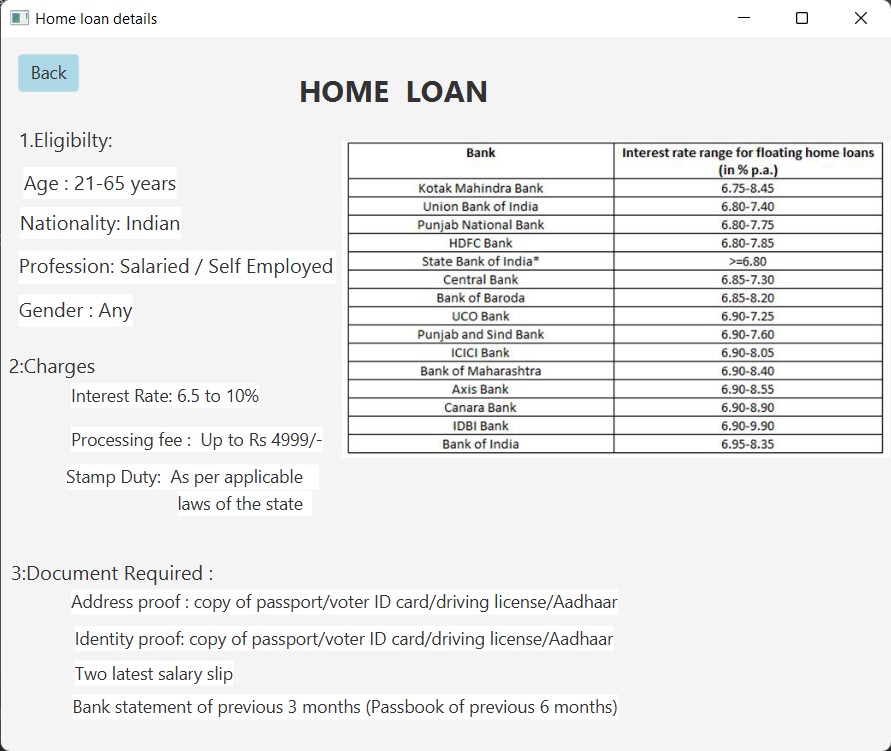 Home loan details
Back
HOME LOAN
1.Eligibilty:
Age : 21-65 years
Nationality: Indian
Profession: Salaried / Self Employed
Gender : Any
2:Charges
Interest Rate: 6.5 to 10%
Processing fee : Up to Rs 4999/-
Stamp Duty: As per applicable
laws of the state
Bank Interest rate range for floating home loans
(in % p.a.)
Kotak Mahindra Bank 6.75-8.45
Union Bank of India 6.80-7.40
Punjab National Bank 6.80-7.75
HDFC Bank 6.80-7.85
State Bank of India* >=6.80
Central Bank 6.85-7.30
Bank of Baroda 6.85-8.20
UCO Bank 6.90-7.25
Punjab and Sind Bank 6.90-7.60
ICICI Bank 6.90-8.05
Bank of Maharashtra 6.90-8.40
Axis Bank 6.90-8.55
Canara Bank 6.90-8.90
IDBI Bank 6.90-9.90
Bank of India 6.95-8.35
3:Document Required :
Address proof : copy of passport/voter ID card/driving license/Aadhaar
Identity proof: copy of passport/voter ID card/driving license/Aadhaar
Two latest salary slip
Bank statement of previous 3 months (Passbook of previous 6 months)